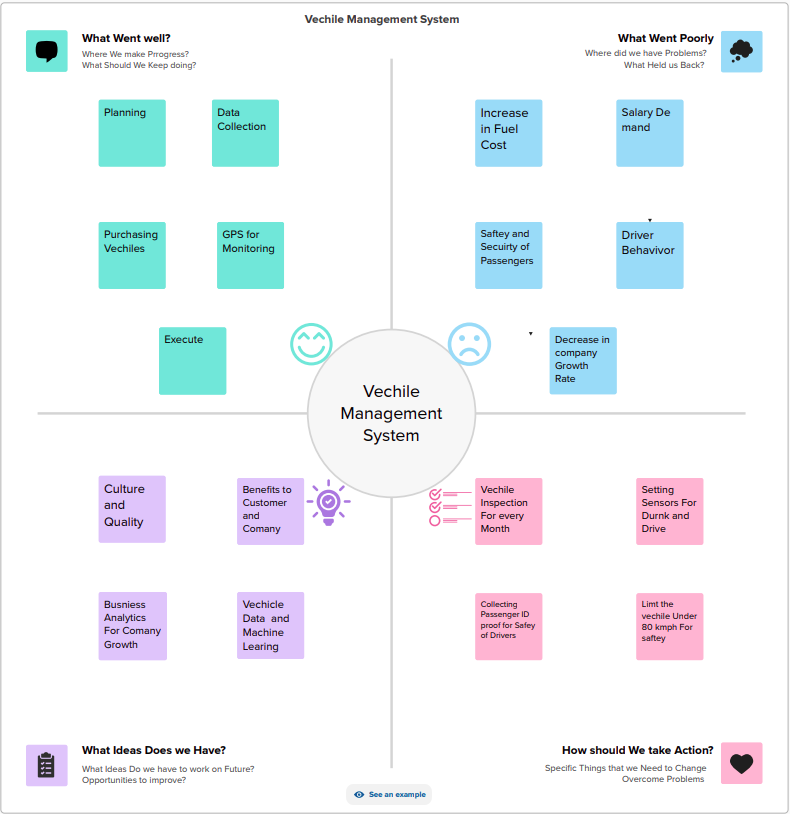 Vechile Management System
What Went well?
Where We make Prrogress?
What Should We Keep doing?
What Went Poorly
Where did we have Problems?
What Held us Back?
Planning
Data
Collection
Increase
in Fuel
Cost
Salary De
mand
Purchasing
Vechiles
GPS for
Monitoring
Saftey and
Secuirty of
Passengers
Driver
Behavivor
Execute
Decrease in
company
Growth
Rate
Vechile
Management
System
Culture
and
Quality
Benefits to
Customer
and
Comany
Vechile
Inspection
For every
Month
Setting
Sensors For
Durnk and
Drive
Busniess
Analytics
For Comany
Growth
Vechicle
Data and
Machine
Learing
Collecting
Passenger ID
proof for Safey
of Drivers
Limt the
vechile Under
80 kmph For
saftey
What Ideas Does we Have?
What Ideas Do we have to work on Future?
Opportunities to improve?
How should We take Action?
Specific Things that we Need to Change
Overcome Problems
See an example